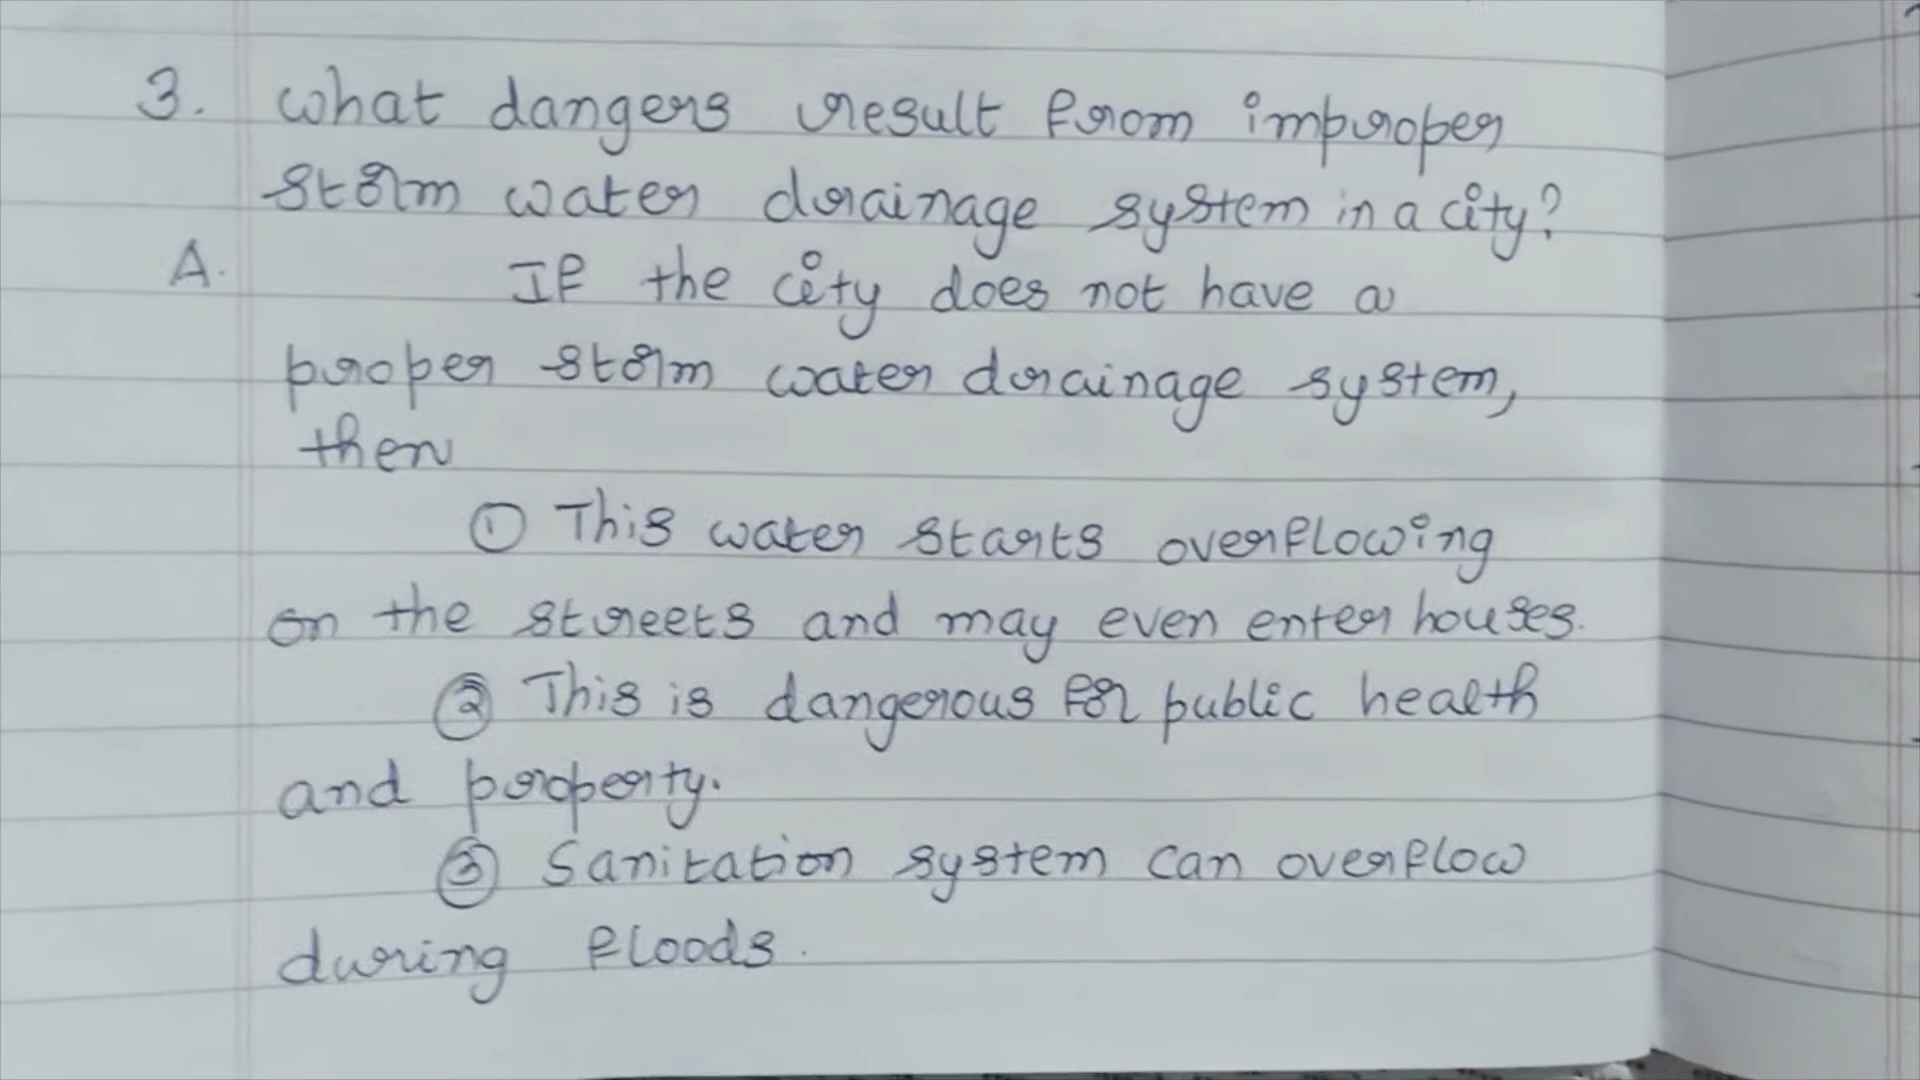 3. What dangers result from improper
storm water drainage system in a city?
A. If the city does not have a
proper storm water drainage system,
then
① This water starts overflowing
on the streets and may even enter houses.
② This is dangerous for public health
and property.
③ Sanitation system can overflow
during floods.